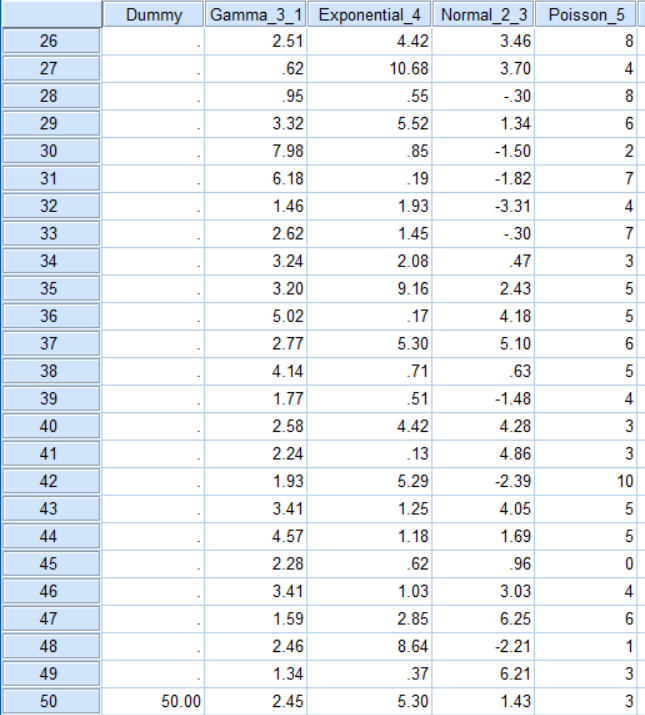 Dummy Gamma_3_1 Exponential_4 Normal_2_3 Poisson_5
26 . 2.51 4.42 3.46 8
27 . .62 10.68 3.70 4
28 . .95 .55 -.30 8
29 . 3.32 5.52 1.34 6
30 . 7.98 .85 -1.50 2
31 . 6.18 .19 -1.82 7
32 . 1.46 1.93 -3.31 4
33 . 2.62 1.45 -.30 7
34 . 3.24 2.08 .47 3
35 . 3.20 9.16 2.43 5
36 . 5.02 .17 4.18 5
37 . 2.77 5.30 5.10 6
38 . 4.14 .71 .63 5
39 . 1.77 .51 -1.48 4
40 . 2.58 4.42 4.28 3
41 . 2.24 .13 4.86 3
42 . 1.93 5.29 -2.39 10
43 . 3.41 1.25 4.05 5
44 . 4.57 1.18 1.69 5
45 . 2.28 .62 .96 0
46 . 3.41 1.03 3.03 4
47 . 1.59 2.85 6.25 6
48 . 2.46 8.64 -2.21 1
49 . 1.34 .37 6.21 3
50 50.00 2.45 5.30 1.43 3